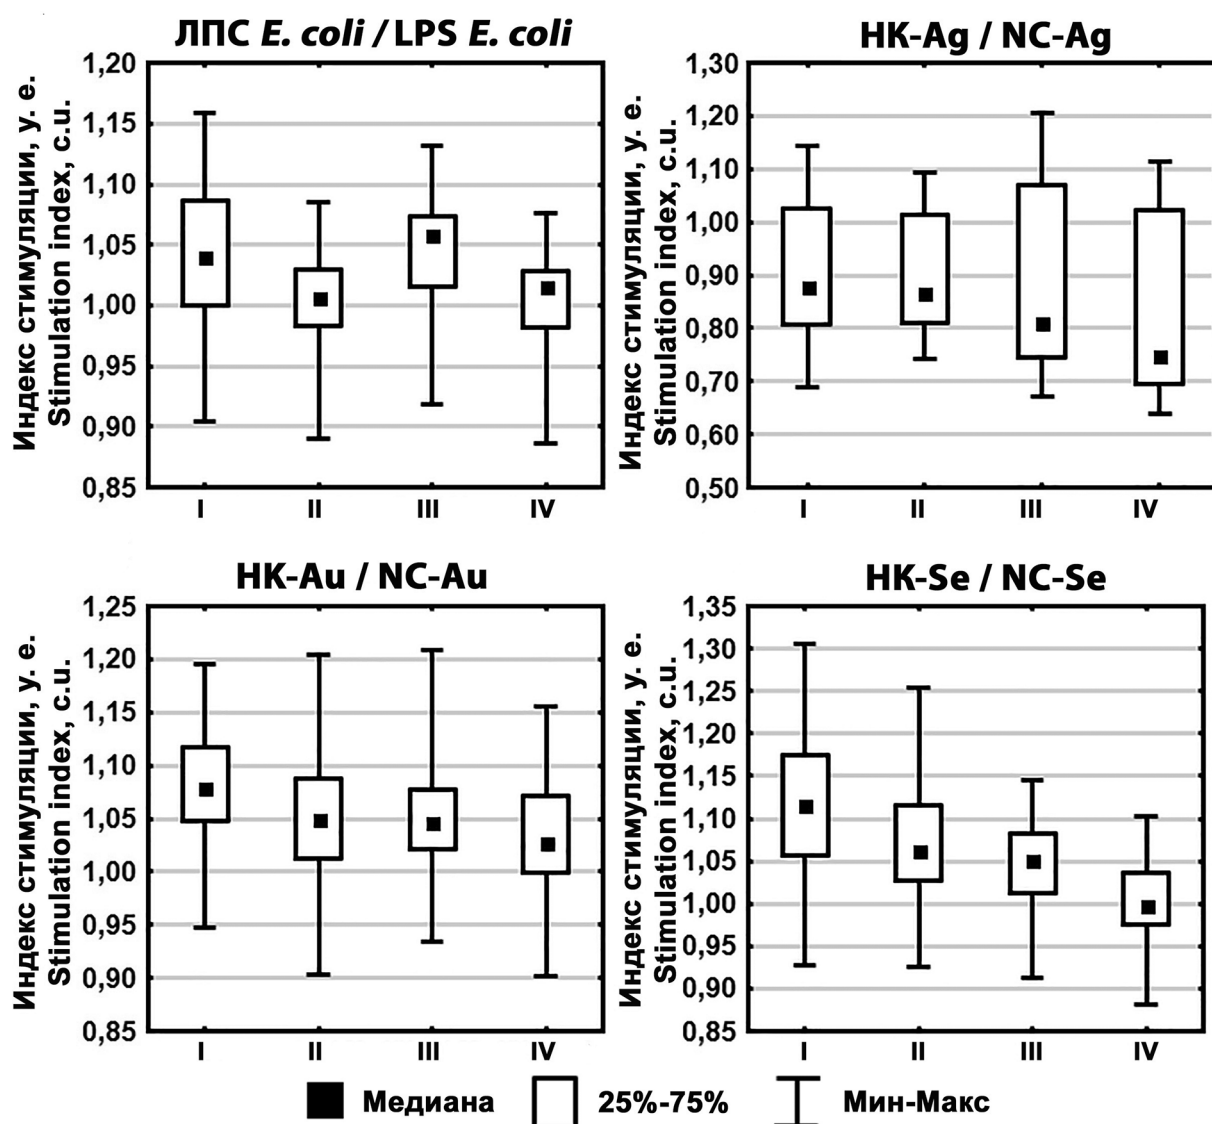 ЛПС E. coli / LPS E. coli
Индекс стимуляции, у. е.
Stimulation index, c.u.
1,20
1,15
1,10
1,05
1,00
0,95
0,90
0,85
I II III IV
НК-Ag / NC-Ag
Индекс стимуляции, у. е.
Stimulation index, c.u.
1,30
1,20
1,10
1,00
0,90
0,80
0,70
0,60
0,50
I II III IV
НК-Au / NC-Au
Индекс стимуляции, у. е.
Stimulation index, c.u.
1,25
1,20
1,15
1,10
1,05
1,00
0,95
0,90
0,85
I II III IV
НК-Se / NC-Se
Индекс стимуляции, у. е.
Stimulation index, c.u.
1,35
1,30
1,25
1,20
1,15
1,10
1,05
1,00
0,95
0,90
0,85
I II III IV
Медиана 25%-75% Мин-Макс